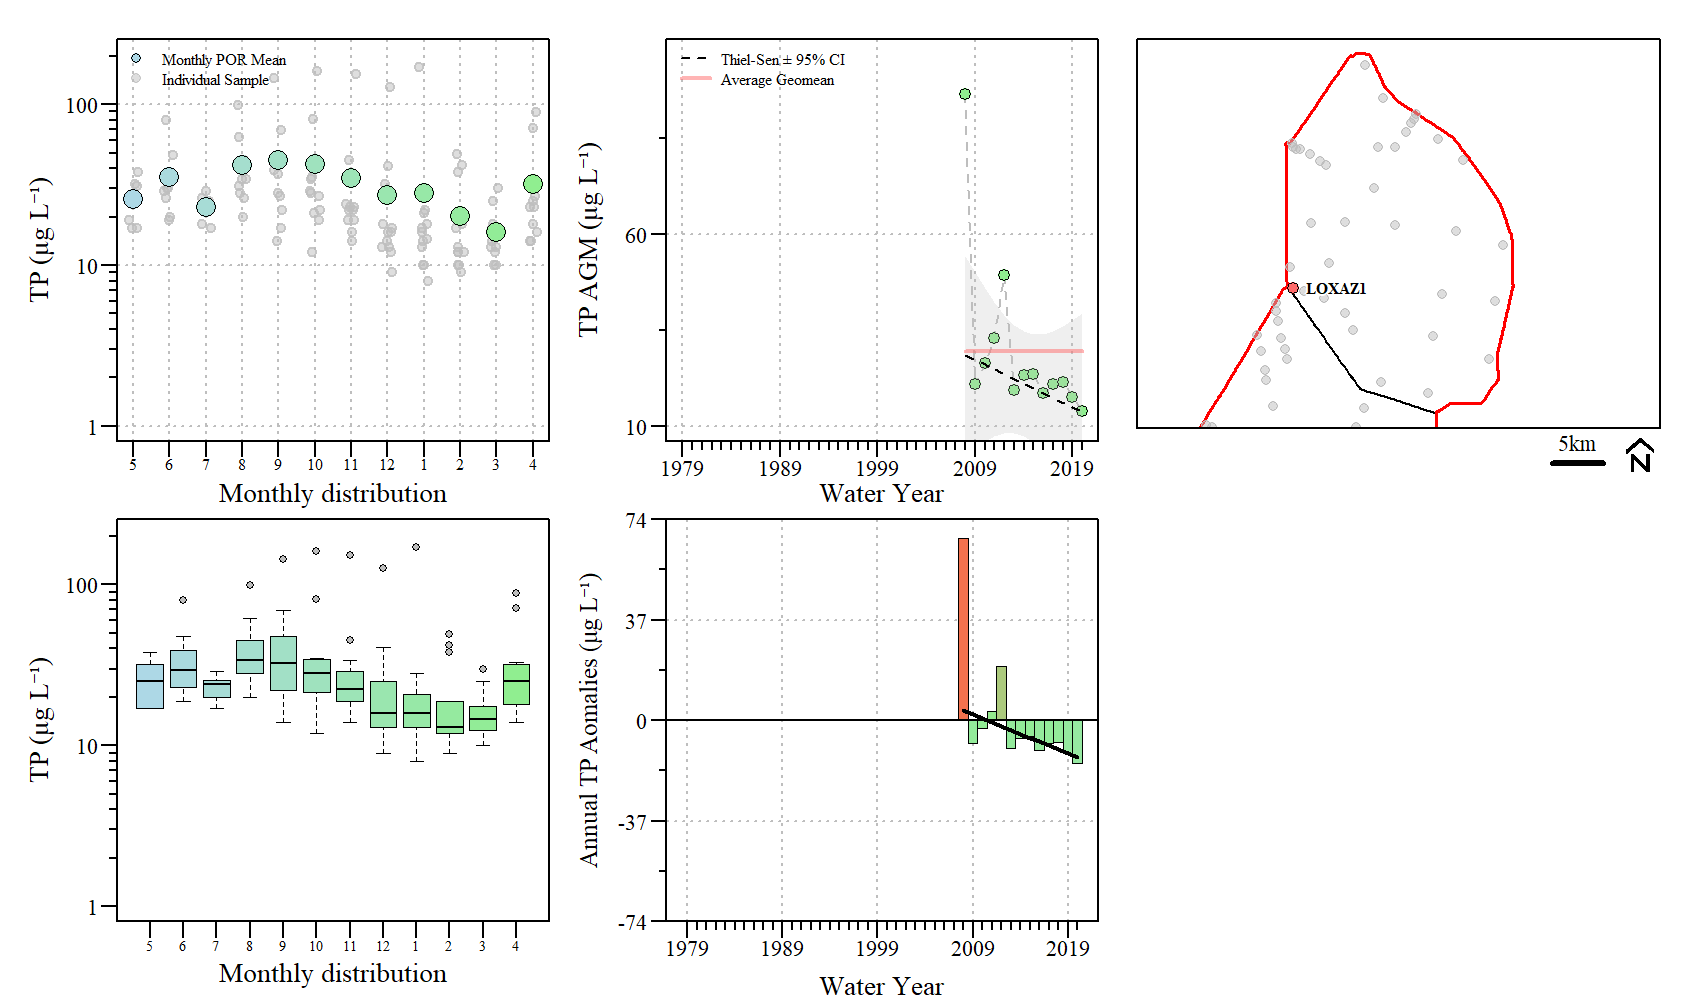 Monthly POR Mean
Individual Sample
100
10
1
TP (µg L⁻¹)
5 6 7 8 9 10 11 12 1 2 3 4
Monthly distribution
Thiel-Sen ± 95% CI
Average Geomean
60
10
TP AGM (µg L⁻¹)
1979 1989 1999 2009 2019
Water Year
LOXAZ1
5km
N
100
10
1
TP (µg L⁻¹)
5 6 7 8 9 10 11 12 1 2 3 4
Monthly distribution
74
37
0
-37
-74
Annual TP Aomalies (µg L⁻¹)
1979 1989 1999 2009 2019
Water Year